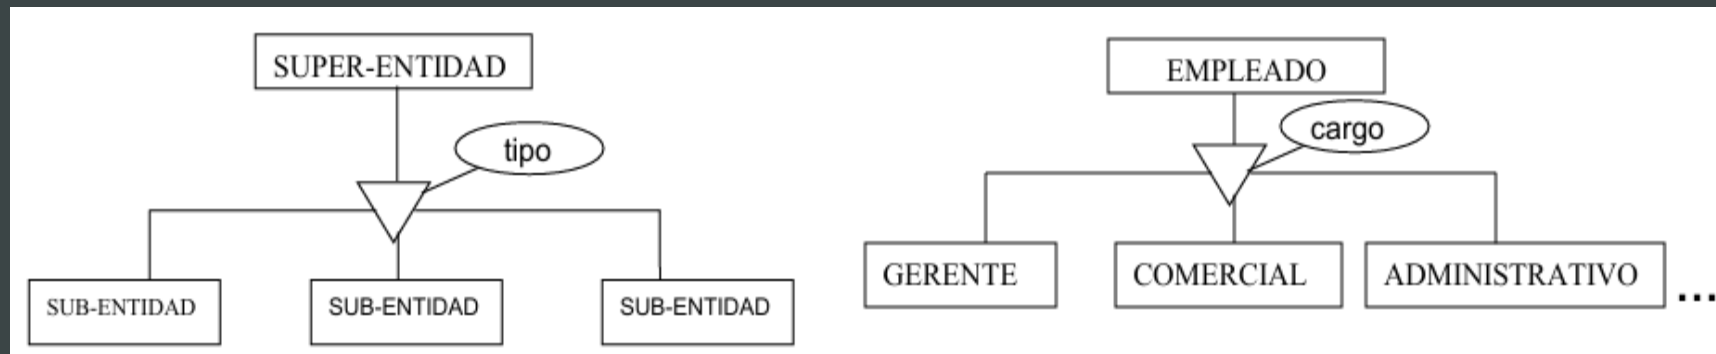 SUPER-ENTIDAD
tipo
SUB-ENTIDAD
SUB-ENTIDAD
SUB-ENTIDAD
EMPLEADO
cargo
GERENTE
COMERCIAL
ADMINISTRATIVO
...